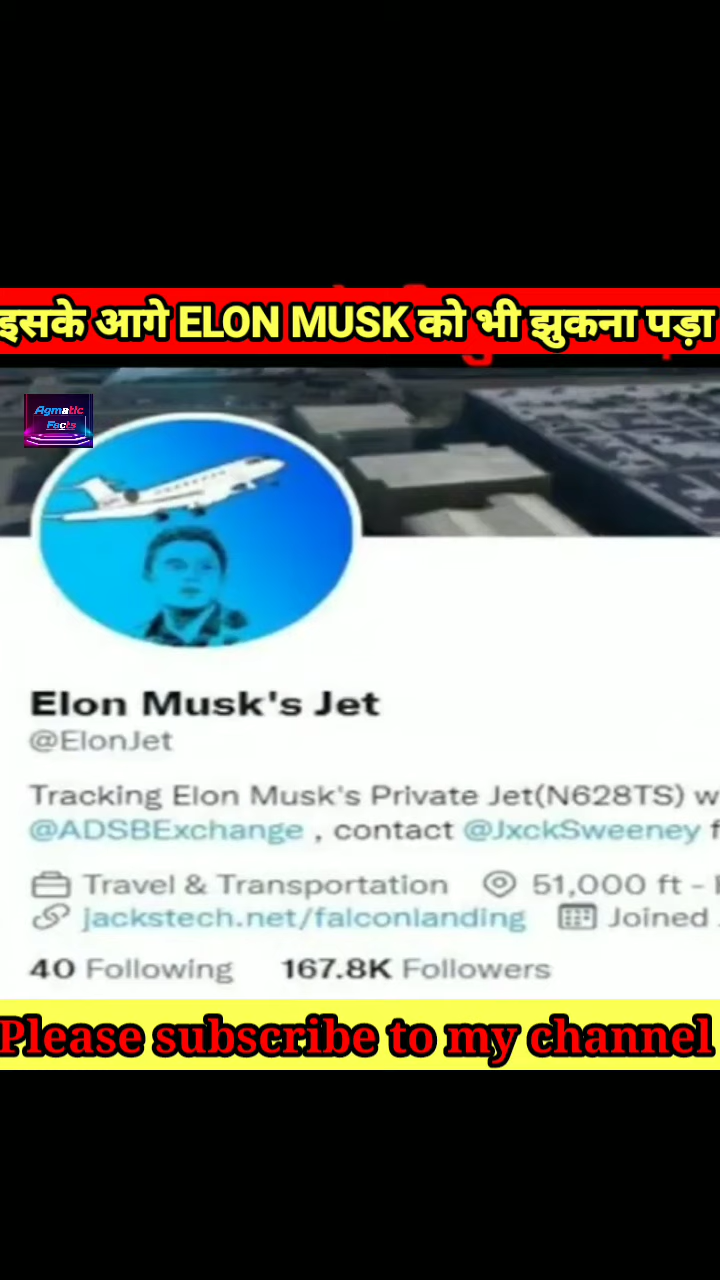 इसके आगे ELON MUSK को भी झुकना पड़ा
Agmatic
Facts
Elon Musk's Jet
@ElonJet
Tracking Elon Musk's Private Jet(N628TS) w
@ADSBExchange , contact @JxckSweeney f
Travel & Transportation 51,000 ft -
jackstech.net/falconlanding Joined
40 Following 167.8K Followers
Please subscribe to my channel